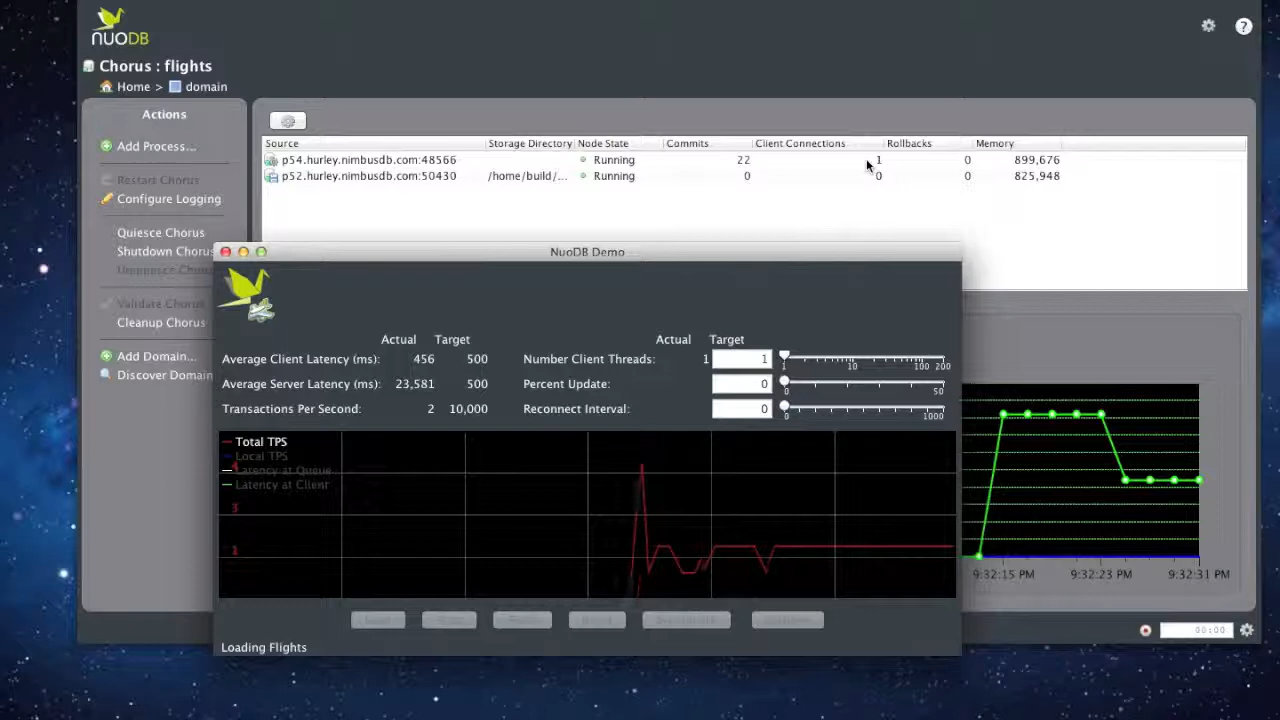 nuoDB
?
Chorus : flights
Home > domain
Actions
Add Process...
Restart Chorus
Configure Logging
Quiesce Chorus
Shutdown Chorus
Validate Chorus
Cleanup Chorus
Add Domain...
Discover Domain
Source Storage Directory Node State Commits Client Connections Rollbacks Memory
p54.hurley.nimbusdb.com:48566 Running 22 1 0 899,676
p52.hurley.nimbusdb.com:50430 /home/build/... Running 0 0 0 825,948
NuoDB Demo
Actual Target Actual Target
Average Client Latency (ms): 456 500 Number Client Threads: 1 1 1 10 100 200
Average Server Latency (ms): 23,581 500 Percent Update: 0 0 50
Transactions Per Second: 2 10,000 Reconnect Interval: 0 0 1000
Total TPS
Local TPS
Latency at Queue
Latency at Client
3
1
9:32:15 PM 9:32:23 PM 9:32:31 PM
00:00
Loading Flights